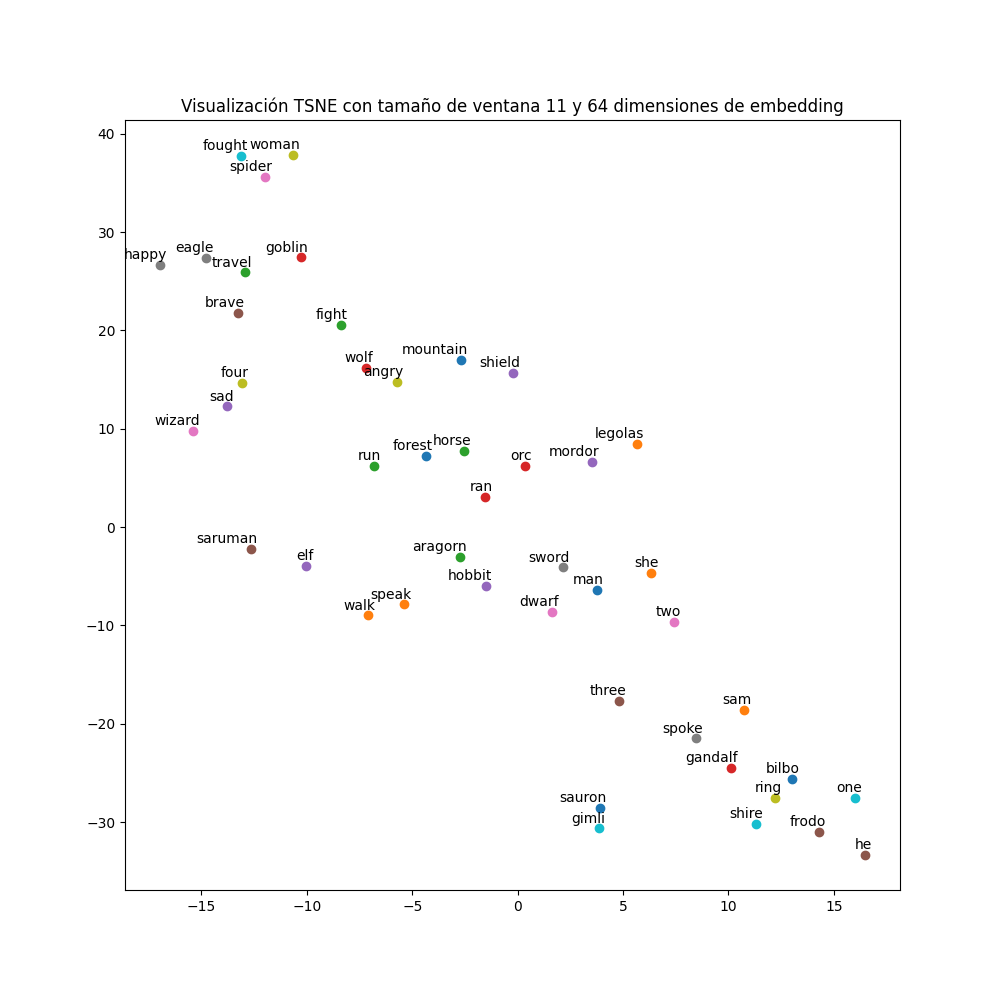 Visualización TSNE con tamaño de ventana 11 y 64 dimensiones de embedding
40
fought
woman
spider
30
happy
eagle
travel
goblin
brave
20
fight
mountain
wolf
angry
shield
four
sad
wizard
10
legolas
forest
horse
run
orc
mordor
ran
0
saruman
elf
aragorn
hobbit
sword
she
man
speak
walk
dwarf
two
−10
three
sam
−20
spoke
gandalf
bilbo
ring
one
sauron
gimli
shire
frodo
−30
he
−15
−10
−5
0
5
10
15